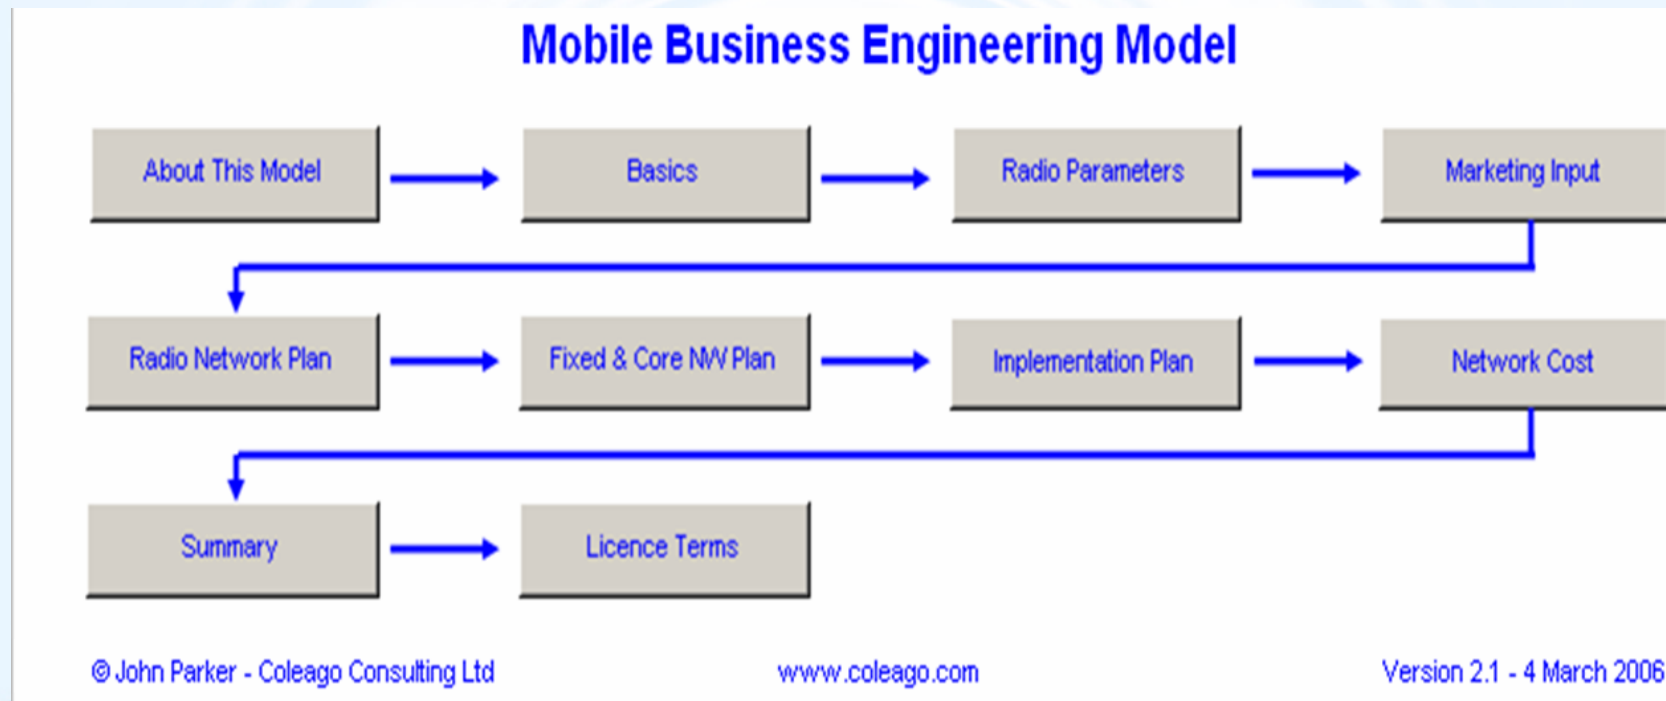 Mobile Business Engineering Model
About This Model
Basics
Radio Parameters
Marketing Input
Radio Network Plan
Fixed & Core NW Plan
Implementation Plan
Network Cost
Summary
Licence Terms
© John Parker - Coleago Consulting Ltd
www.coleago.com
Version 2.1 - 4 March 2006